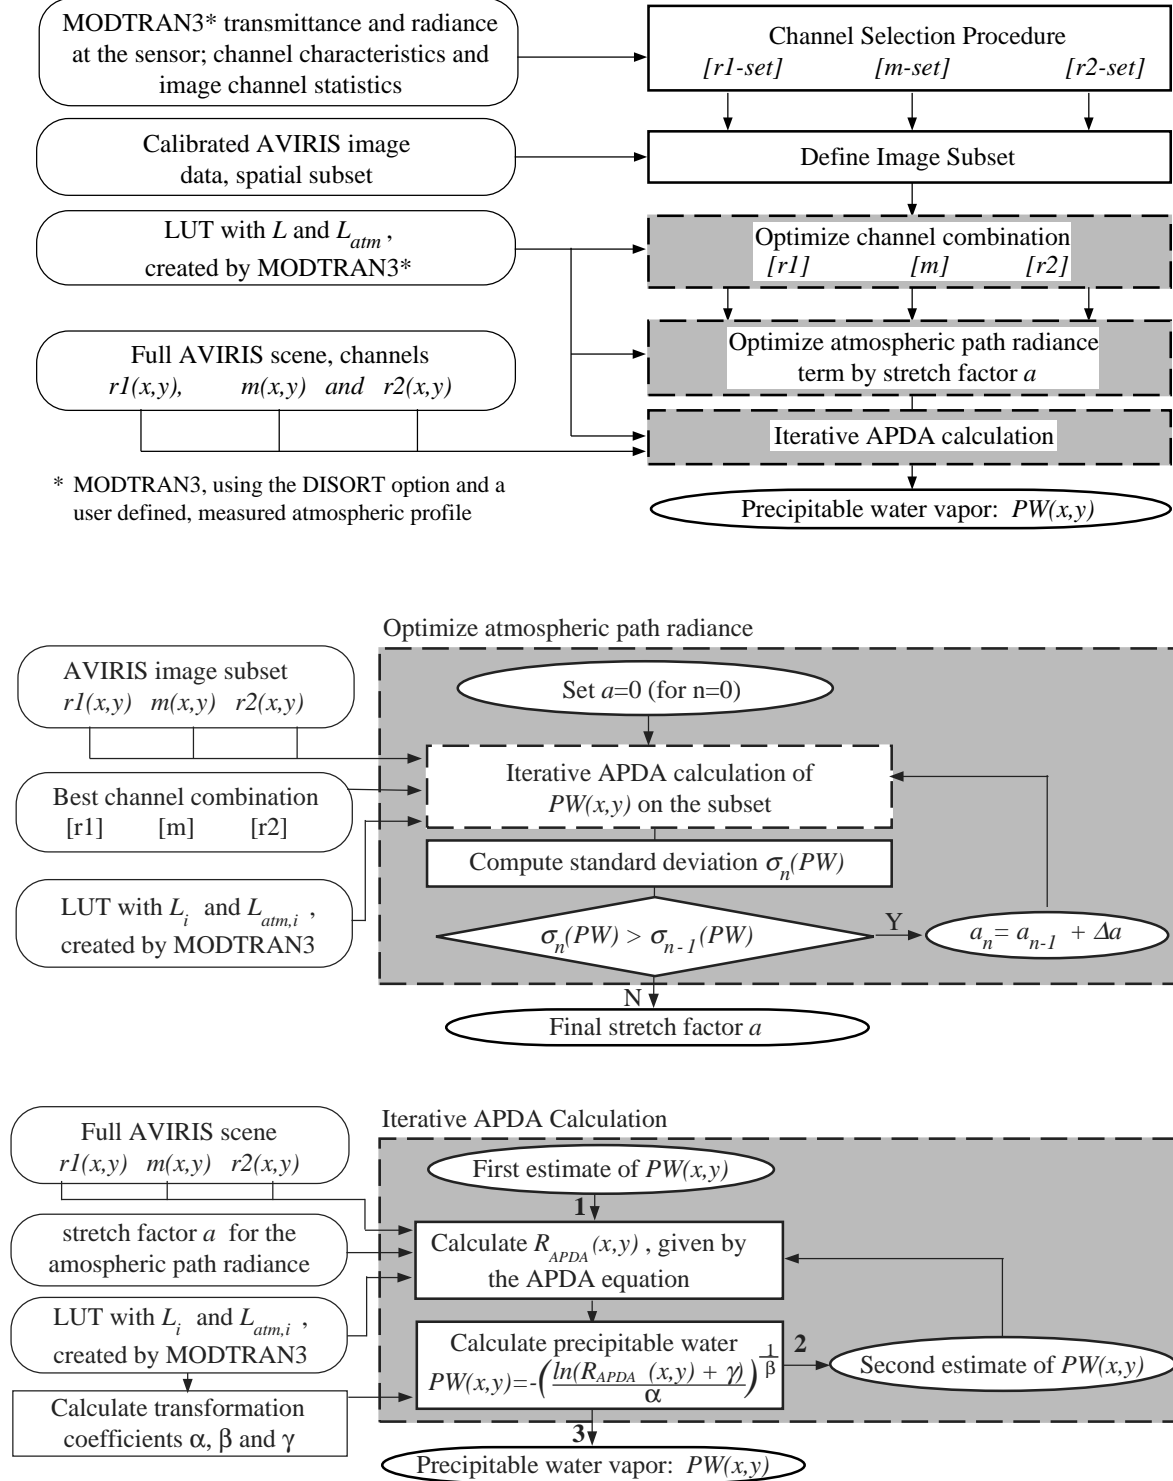 MODTRAN3* transmittance and radiance
at the sensor; channel characteristics and
image channel statistics
Channel Selection Procedure
[r1-set] [m-set] [r2-set]
Calibrated AVIRIS image
data, spatial subset
Define Image Subset
LUT with L and Latm ,
created by MODTRAN3*
Optimize channel combination
[r1] [m] [r2]
Full AVIRIS scene, channels
r1(x,y), m(x,y) and r2(x,y)
Optimize atmospheric path radiance
term by stretch factor a
Iterative APDA calculation
* MODTRAN3, using the DISORT option and a
user defined, measured atmospheric profile
Precipitable water vapor: PW(x,y)
Optimize atmospheric path radiance
AVIRIS image subset
r1(x,y) m(x,y) r2(x,y)
Set a=0 (for n=0)
Iterative APDA calculation of
PW(x,y) on the subset
Best channel combination
[r1] [m] [r2]
Compute standard deviation σn(PW)
LUT with Li and Latm,i ,
created by MODTRAN3
σn(PW) > σn-1(PW)
Y
an= an-1 + Δa
N
Final stretch factor a
Iterative APDA Calculation
Full AVIRIS scene
r1(x,y) m(x,y) r2(x,y)
First estimate of PW(x,y)
1
stretch factor a for the
amospheric path radiance
Calculate RAPDA(x,y) , given by
the APDA equation
LUT with Li and Latm,i ,
created by MODTRAN3
Calculate precipitable water
PW(x,y)=-(ln(RAPDA (x,y) + γ)/α)^1/β
2
Second estimate of PW(x,y)
Calculate transformation
coefficients α, β and γ
3
Precipitable water vapor: PW(x,y)